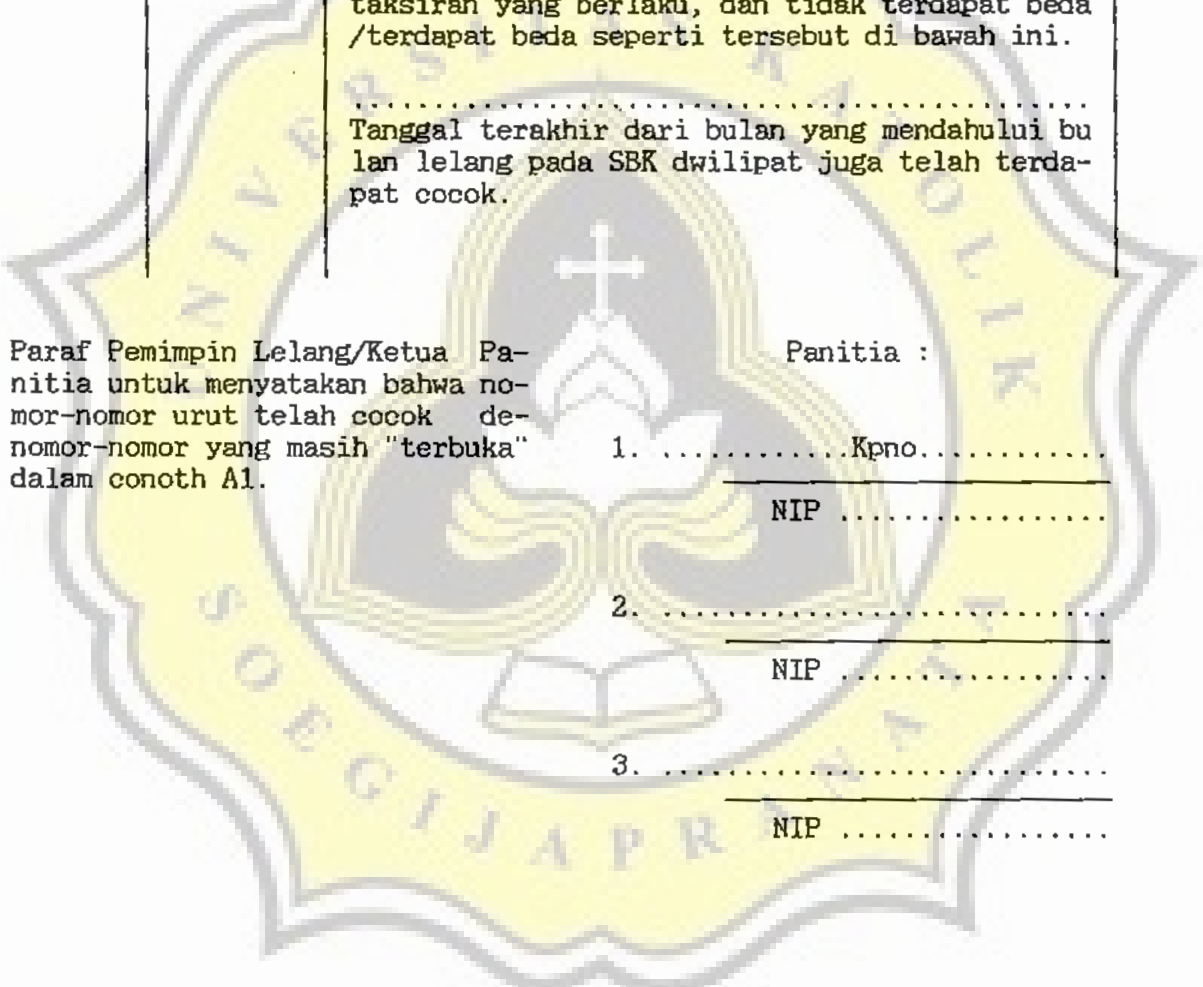 taksiran yang berlaku, dan tidak terdapat beda
/terdapat beda seperti tersebut di bawah ini.
..............................................
Tanggal terakhir dari bulan yang mendahului bu
lan lelang pada SBK dwilipat juga telah terda-
pat cocok.
Paraf Pemimpin Lelang/Ketua Pa-
nitia untuk menyatakan bahwa no-
mor-nomor urut telah cocok de-
nomor-nomor yang masih "terbuka"
dalam conoth A1.
Panitia :
1. ............Kpno............
NIP .................
2. ............................
NIP .................
3. ............................
NIP .................
UNIVERSITAS KATOLIK
SOEGIJAPRANATA